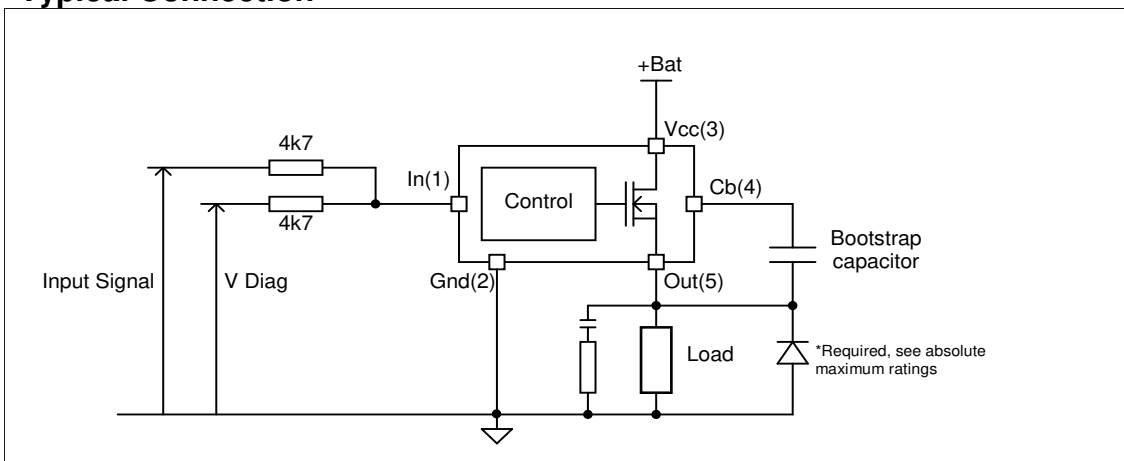 Typical Connection
+Bat
Vcc(3)
4k7
In(1)
Control
Cb(4)
4k7
Bootstrap
capacitor
Input Signal
V Diag
Gnd(2)
Out(5)
Load
*Required, see absolute
maximum ratings